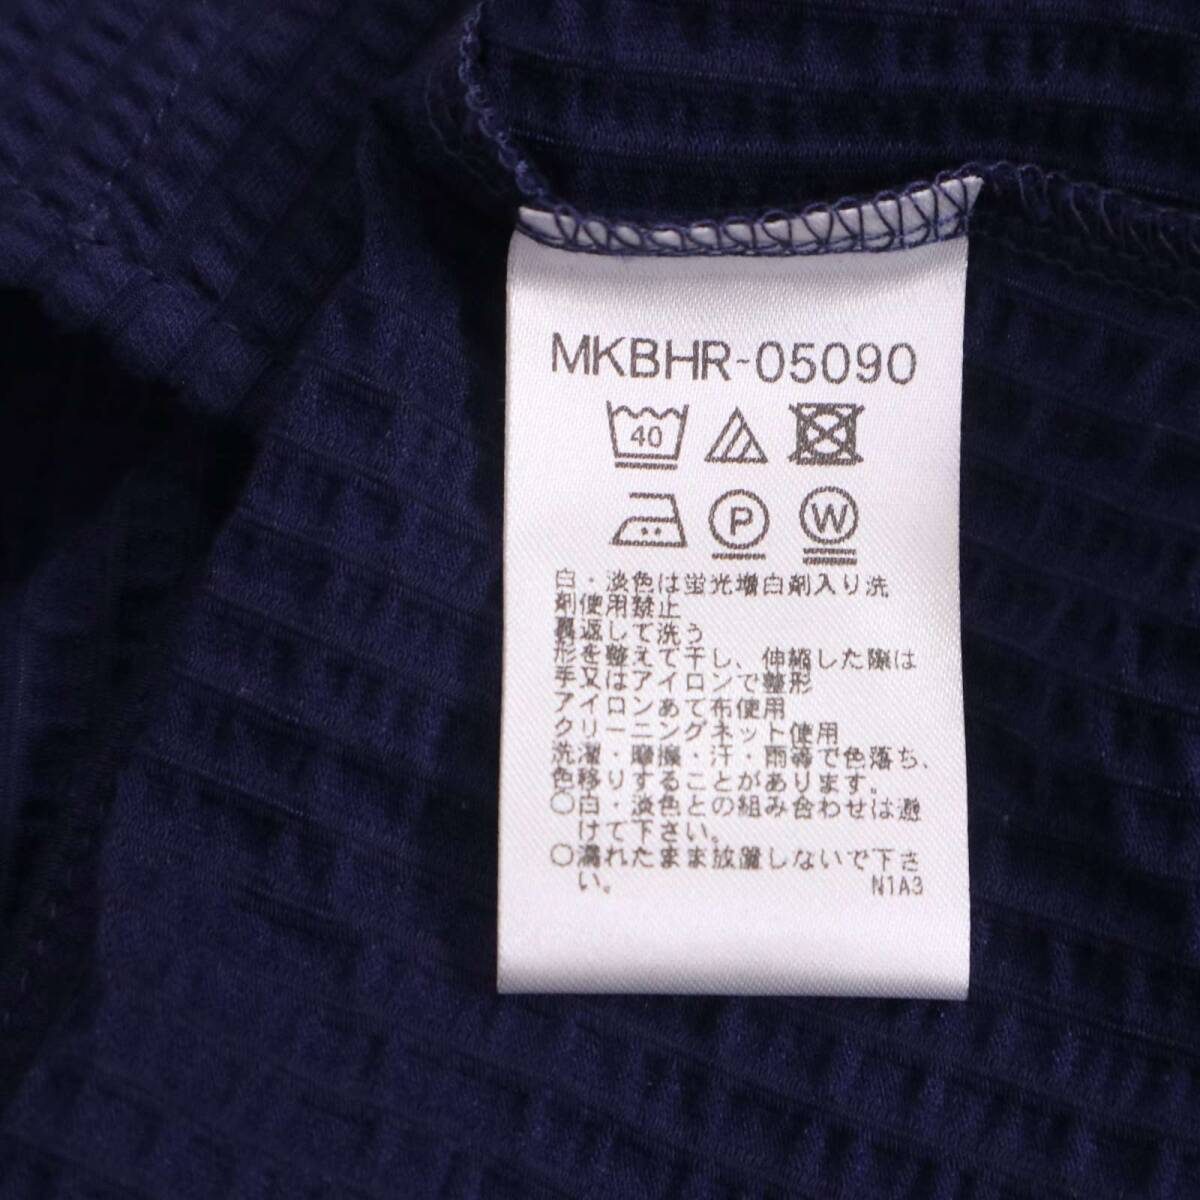 MKBHR-05090
40
P W
白・淡色は蛍光増白剤入り洗
剤使用禁止
裏返して洗う
形を整えて干し、伸縮した際は
手又はアイロンで整形
アイロンあて布使用
クリーニングネット使用
洗濯・摩擦・汗・雨等で色落ち、
色移りすることがあります。
○白・淡色との組み合わせは避
けて下さい。
○濡れたまま放置しないで下さ
い。 N1A3